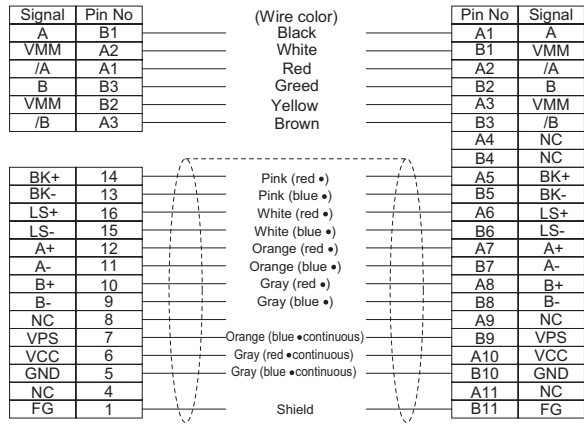 Signal Pin No (Wire color) Pin No Signal
A B1 Black A1 A
VMM A2 White B1 VMM
/A A1 Red A2 /A
B B3 Greed B2 B
VMM B2 Yellow A3 VMM
/B A3 Brown B3 /B
A4 NC
B4 NC
BK+ 14 Pink (red •) A5 BK+
BK- 13 Pink (blue •) B5 BK-
LS+ 16 White (red •) A6 LS+
LS- 15 White (blue •) B6 LS-
A+ 12 Orange (red •) A7 A+
A- 11 Orange (blue •) B7 A-
B+ 10 Gray (red •) A8 B+
B- 9 Gray (blue •) B8 B-
NC 8 A9 NC
VPS 7 Orange (blue •continuous) B9 VPS
VCC 6 Gray (red •continuous) A10 VCC
GND 5 Gray (blue •continuous) B10 GND
NC 4 A11 NC
FG 1 Shield B11 FG